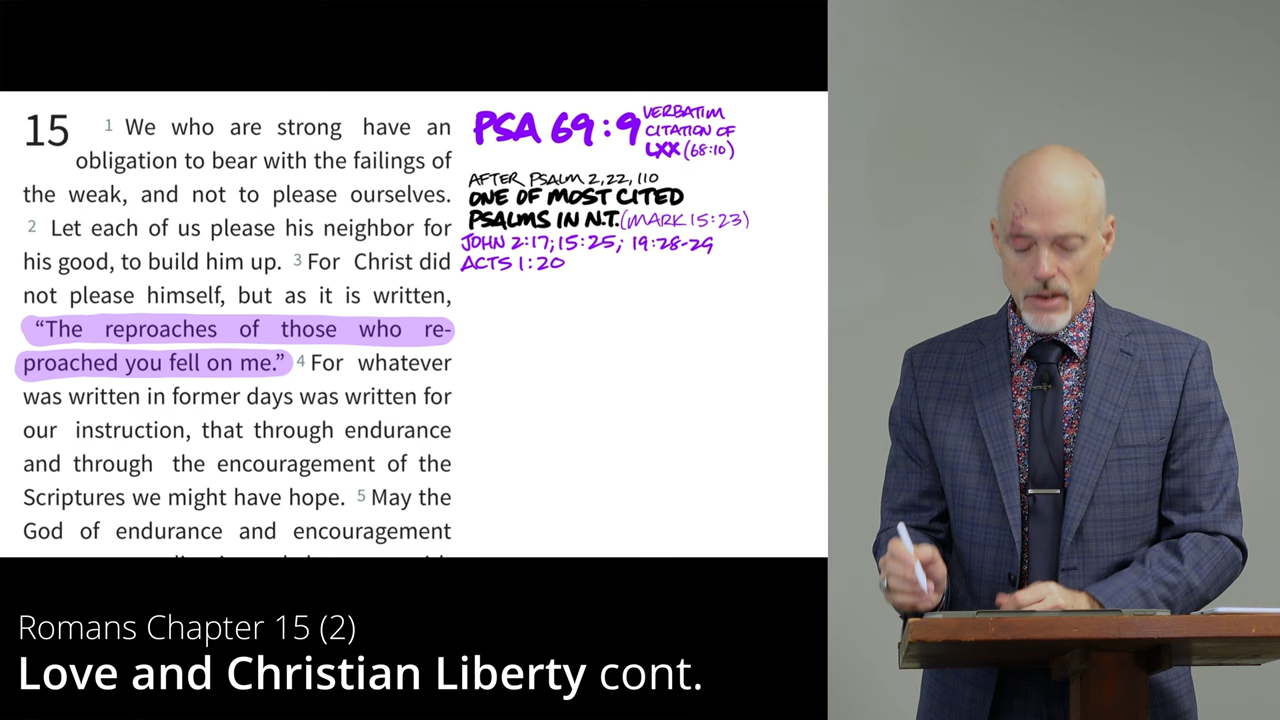 15 1 We who are strong have an
obligation to bear with the failings of
the weak, and not to please ourselves.
2 Let each of us please his neighbor for
his good, to build him up. 3 For Christ did
not please himself, but as it is written,
“The reproaches of those who re-
proached you fell on me.” 4 For whatever
was written in former days was written for
our instruction, that through endurance
and through the encouragement of the
Scriptures we might have hope. 5 May the
God of endurance and encouragement
PSA 69:9 VERBATIM
CITATION OF
LXX (68:10)
AFTER PSALM 2, 22, 110
ONE OF MOST CITED
PSALMS IN N.T. (MARK 15:23)
JOHN 2:17; 15:25; 19:28-29
ACTS 1:20
Romans Chapter 15 (2)
Love and Christian Liberty cont.